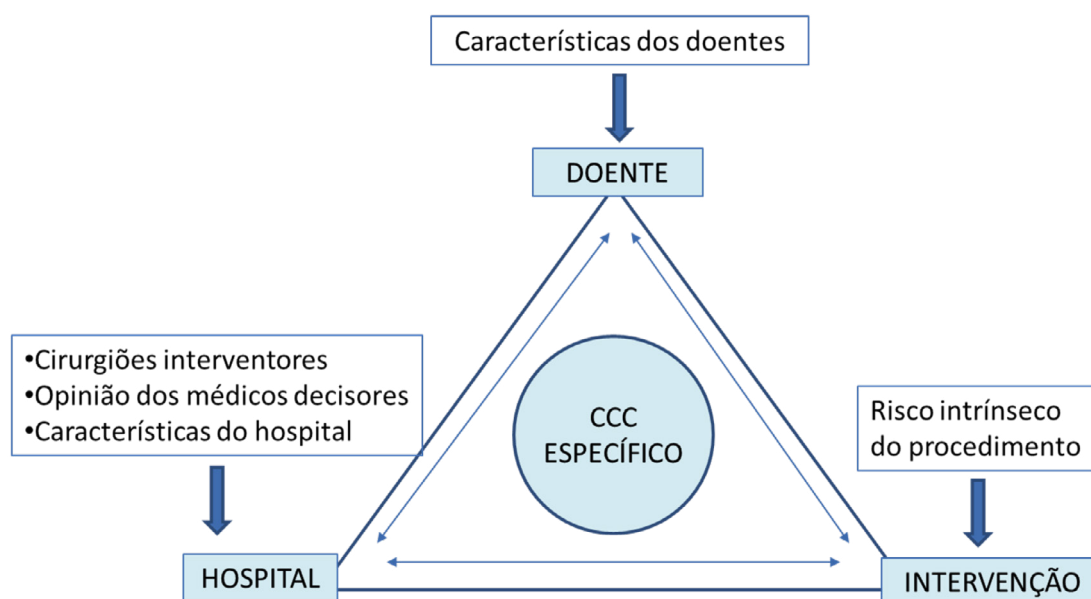 Características dos doentes
DOENTE
•Cirurgiões interventores
•Opinião dos médicos decisores
•Características do hospital
CCC
ESPECÍFICO
Risco intrínseco
do procedimento
HOSPITAL
INTERVENÇÃO